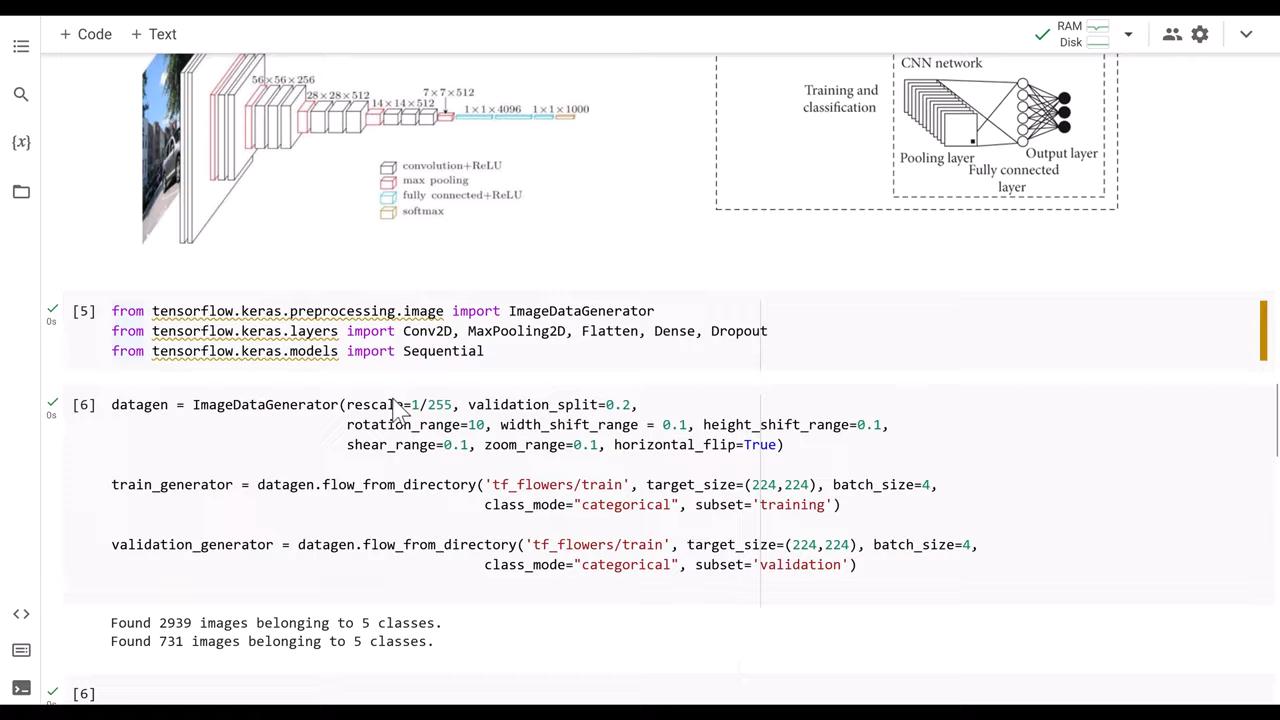 + Code + Text
RAM
Disk
56×56×256
28×28×512
14×14×512
7×7×512
1×1×4096 1×1×1000
convolution+ReLU
max pooling
fully connected+ReLU
softmax
Training and
classification
CNN network
Pooling layer
Output layer
Fully connected
layer
[5]
0s
from tensorflow.keras.preprocessing.image import ImageDataGenerator
from tensorflow.keras.layers import Conv2D, MaxPooling2D, Flatten, Dense, Dropout
from tensorflow.keras.models import Sequential
[6]
0s
datagen = ImageDataGenerator(rescale=1/255, validation_split=0.2,
rotation_range=10, width_shift_range = 0.1, height_shift_range=0.1,
shear_range=0.1, zoom_range=0.1, horizontal_flip=True)
train_generator = datagen.flow_from_directory('tf_flowers/train', target_size=(224,224), batch_size=4,
class_mode="categorical", subset='training')
validation_generator = datagen.flow_from_directory('tf_flowers/train', target_size=(224,224), batch_size=4,
class_mode="categorical", subset='validation')
Found 2939 images belonging to 5 classes.
Found 731 images belonging to 5 classes.
[6]